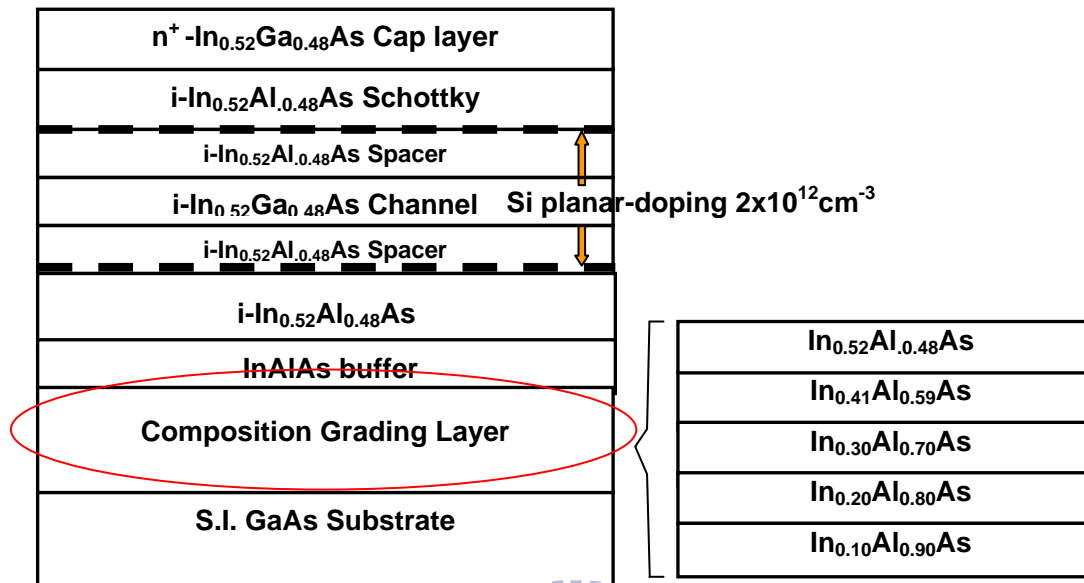 n⁺ -In₀.₅₂Ga₀.₄₈As Cap layer
i-In₀.₅₂Al.₀.₄₈As Schottky
i-In₀.₅₂Al.₀.₄₈As Spacer
i-In₀.₅₂Ga₀.₄₈As Channel
Si planar-doping 2x10¹²cm⁻³
i-In₀.₅₂Al.₀.₄₈As Spacer
i-In₀.₅₂Al₀.₄₈As
InAlAs buffer
Composition Grading Layer
S.I. GaAs Substrate
In₀.₅₂Al.₀.₄₈As
In₀.₄₁Al₀.₅₉As
In₀.₃₀Al₀.₇₀As
In₀.₂₀Al₀.₈₀As
In₀.₁₀Al₀.₉₀As